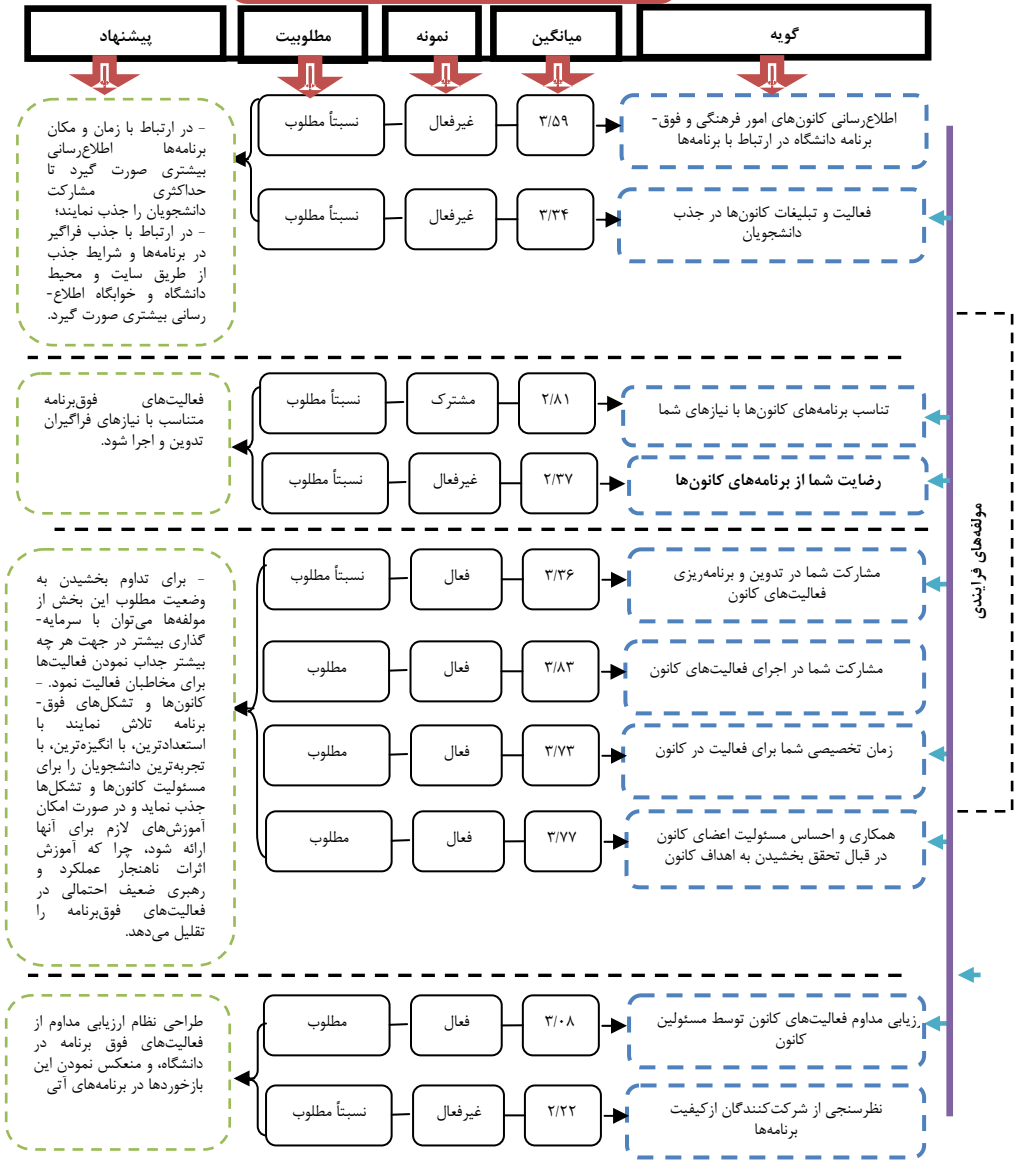 گویه
میانگین
نمونه
مطلوبیت
پیشنهاد
اطلاع‌رسانی کانون‌های امور فرهنگی و فوق-
برنامه دانشگاه در ارتباط با برنامه‌ها
۳/۵۹
غیرفعال
نسبتاً مطلوب
فعالیت و تبلیغات کانون‌ها در جذب
دانشجویان
۳/۳۴
غیرفعال
نسبتاً مطلوب
- در ارتباط با زمان و مکان
برنامه‌ها اطلاع‌رسانی
بیشتری صورت گیرد تا
حداکثری مشارکت
دانشجویان را جذب نمایند؛
- در ارتباط با جذب فراگیر
در برنامه‌ها و شرایط جذب
از طریق سایت و محیط
دانشگاه و خوابگاه اطلاع-
رسانی بیشتری صورت گیرد.
تناسب برنامه‌های کانون‌ها با نیازهای شما
۲/۸۱
مشترک
نسبتاً مطلوب
رضایت شما از برنامه‌های کانون‌ها
۲/۳۷
غیرفعال
نسبتاً مطلوب
فعالیت‌های فوق‌برنامه
متناسب با نیازهای فراگیران
تدوین و اجرا شود.
مولفه‌های فرایندی
مشارکت شما در تدوین و برنامه‌ریزی
فعالیت‌های کانون
۳/۳۶
فعال
نسبتاً مطلوب
مشارکت شما در اجرای فعالیت‌های کانون
۳/۸۳
فعال
مطلوب
زمان تخصیصی شما برای فعالیت در کانون
۳/۷۳
فعال
مطلوب
همکاری و احساس مسئولیت اعضای کانون
در قبال تحقق بخشیدن به اهداف کانون
۳/۷۷
فعال
مطلوب
- برای تداوم بخشیدن به
وضعیت مطلوب این بخش از
مولفه‌ها می‌توان با سرمایه-
گذاری بیشتر در جهت هر چه
بیشتر جداب نمودن فعالیت‌ها
برای مخاطبان فعالیت نمود. -
کانون‌ها و تشکل‌های فوق-
برنامه تلاش نمایند با
استعدادترین، با انگیزه‌ترین، با
تجربه‌ترین دانشجویان را برای
مسئولیت کانون‌ها و تشکل‌ها
جذب نماید و در صورت امکان
آموزش‌های لازم برای آنها
ارائه شود، چرا که آموزش
اثرات ناهنجار عملکرد و
رهبری ضعیف احتمالی در
فعالیت‌های فوق‌برنامه را
تقلیل می‌دهد.
رزیابی مداوم فعالیت‌های کانون توسط مسئولین
کانون
۳/۰۸
فعال
مطلوب
نظرسنجی از شرکت‌کنندگان ازکیفیت
برنامه‌ها
۲/۲۲
غیرفعال
نسبتاً مطلوب
طراحی نظام ارزیابی مداوم از
فعالیت‌های فوق برنامه در
دانشگاه، و منعکس نمودن این
بازخوردها در برنامه‌های آتی